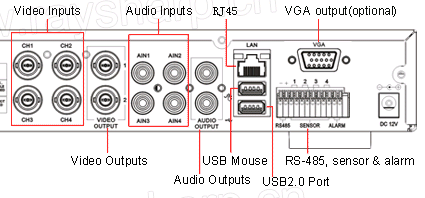 Video Inputs
Audio Inputs
RJ45
VGA output(optional)
CH1 CH2
AIN1 AIN2
LAN
VGA
1
1 2 3 4
2
CH3 CH4
VIDEO
OUTPUT
AIN3 AIN4
AUDIO
OUTPUT
RS485 SENSOR ALARM
DC 12V
Video Outputs
USB Mouse
RS-485, sensor & alarm
Audio Outputs
USB2.0 Port